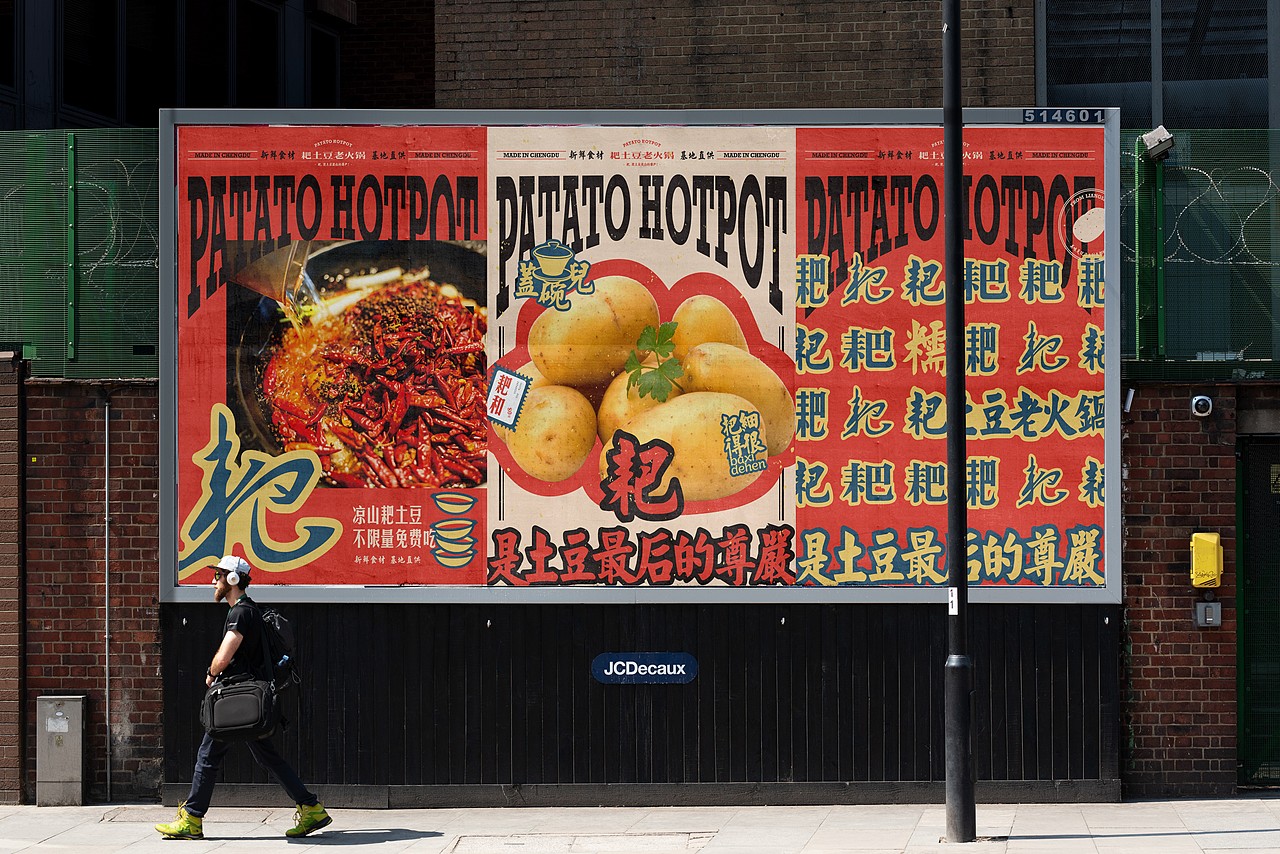 514601
PATATO HOTPOT
MADE IN CHENGDU 新鲜食材 耙土豆老火锅 基地直供 MADE IN CHENGDU
PATATO HOTPOT
耙
凉山耙土豆
不限量免费吃
新鲜食材 基地直供
PATATO HOTPOT
MADE IN CHENGDU 新鲜食材 耙土豆老火锅 基地直供 MADE IN CHENGDU
PATATO HOTPOT
蓋碗兒
耙和
耙得
細很
baxi
dehen
耙
是土豆最后的尊嚴
MADE IN CHENGDU 新鲜食材 基地直供 MADE IN CHENGDU
PATATO HOTPOT
耙 耙 耙 耙 耙 耙
耙 耙 糯 耙 耙 耙
耙 耙 耙土豆老火鍋
耙 耙 耙 耙 耙 耙
是土豆最后的尊嚴
JCDecaux